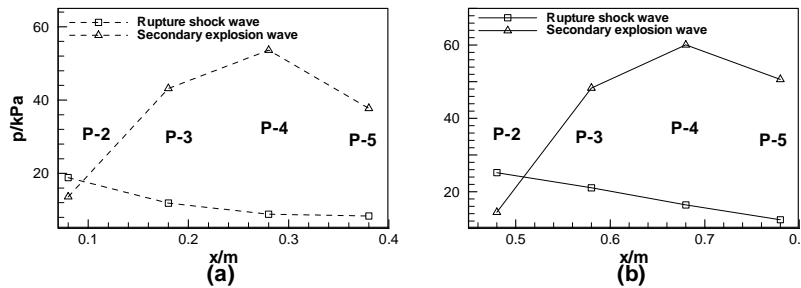 Rupture shock wave
Secondary explosion wave
p/kPa
60
40
20
P-2
P-3
P-4
P-5
0.1
0.2
0.3
0.4
x/m
(a)
Rupture shock wave
Secondary explosion wave
60
40
20
P-2
P-3
P-4
P-5
0.5
0.6
0.7
0.8
x/m
(b)